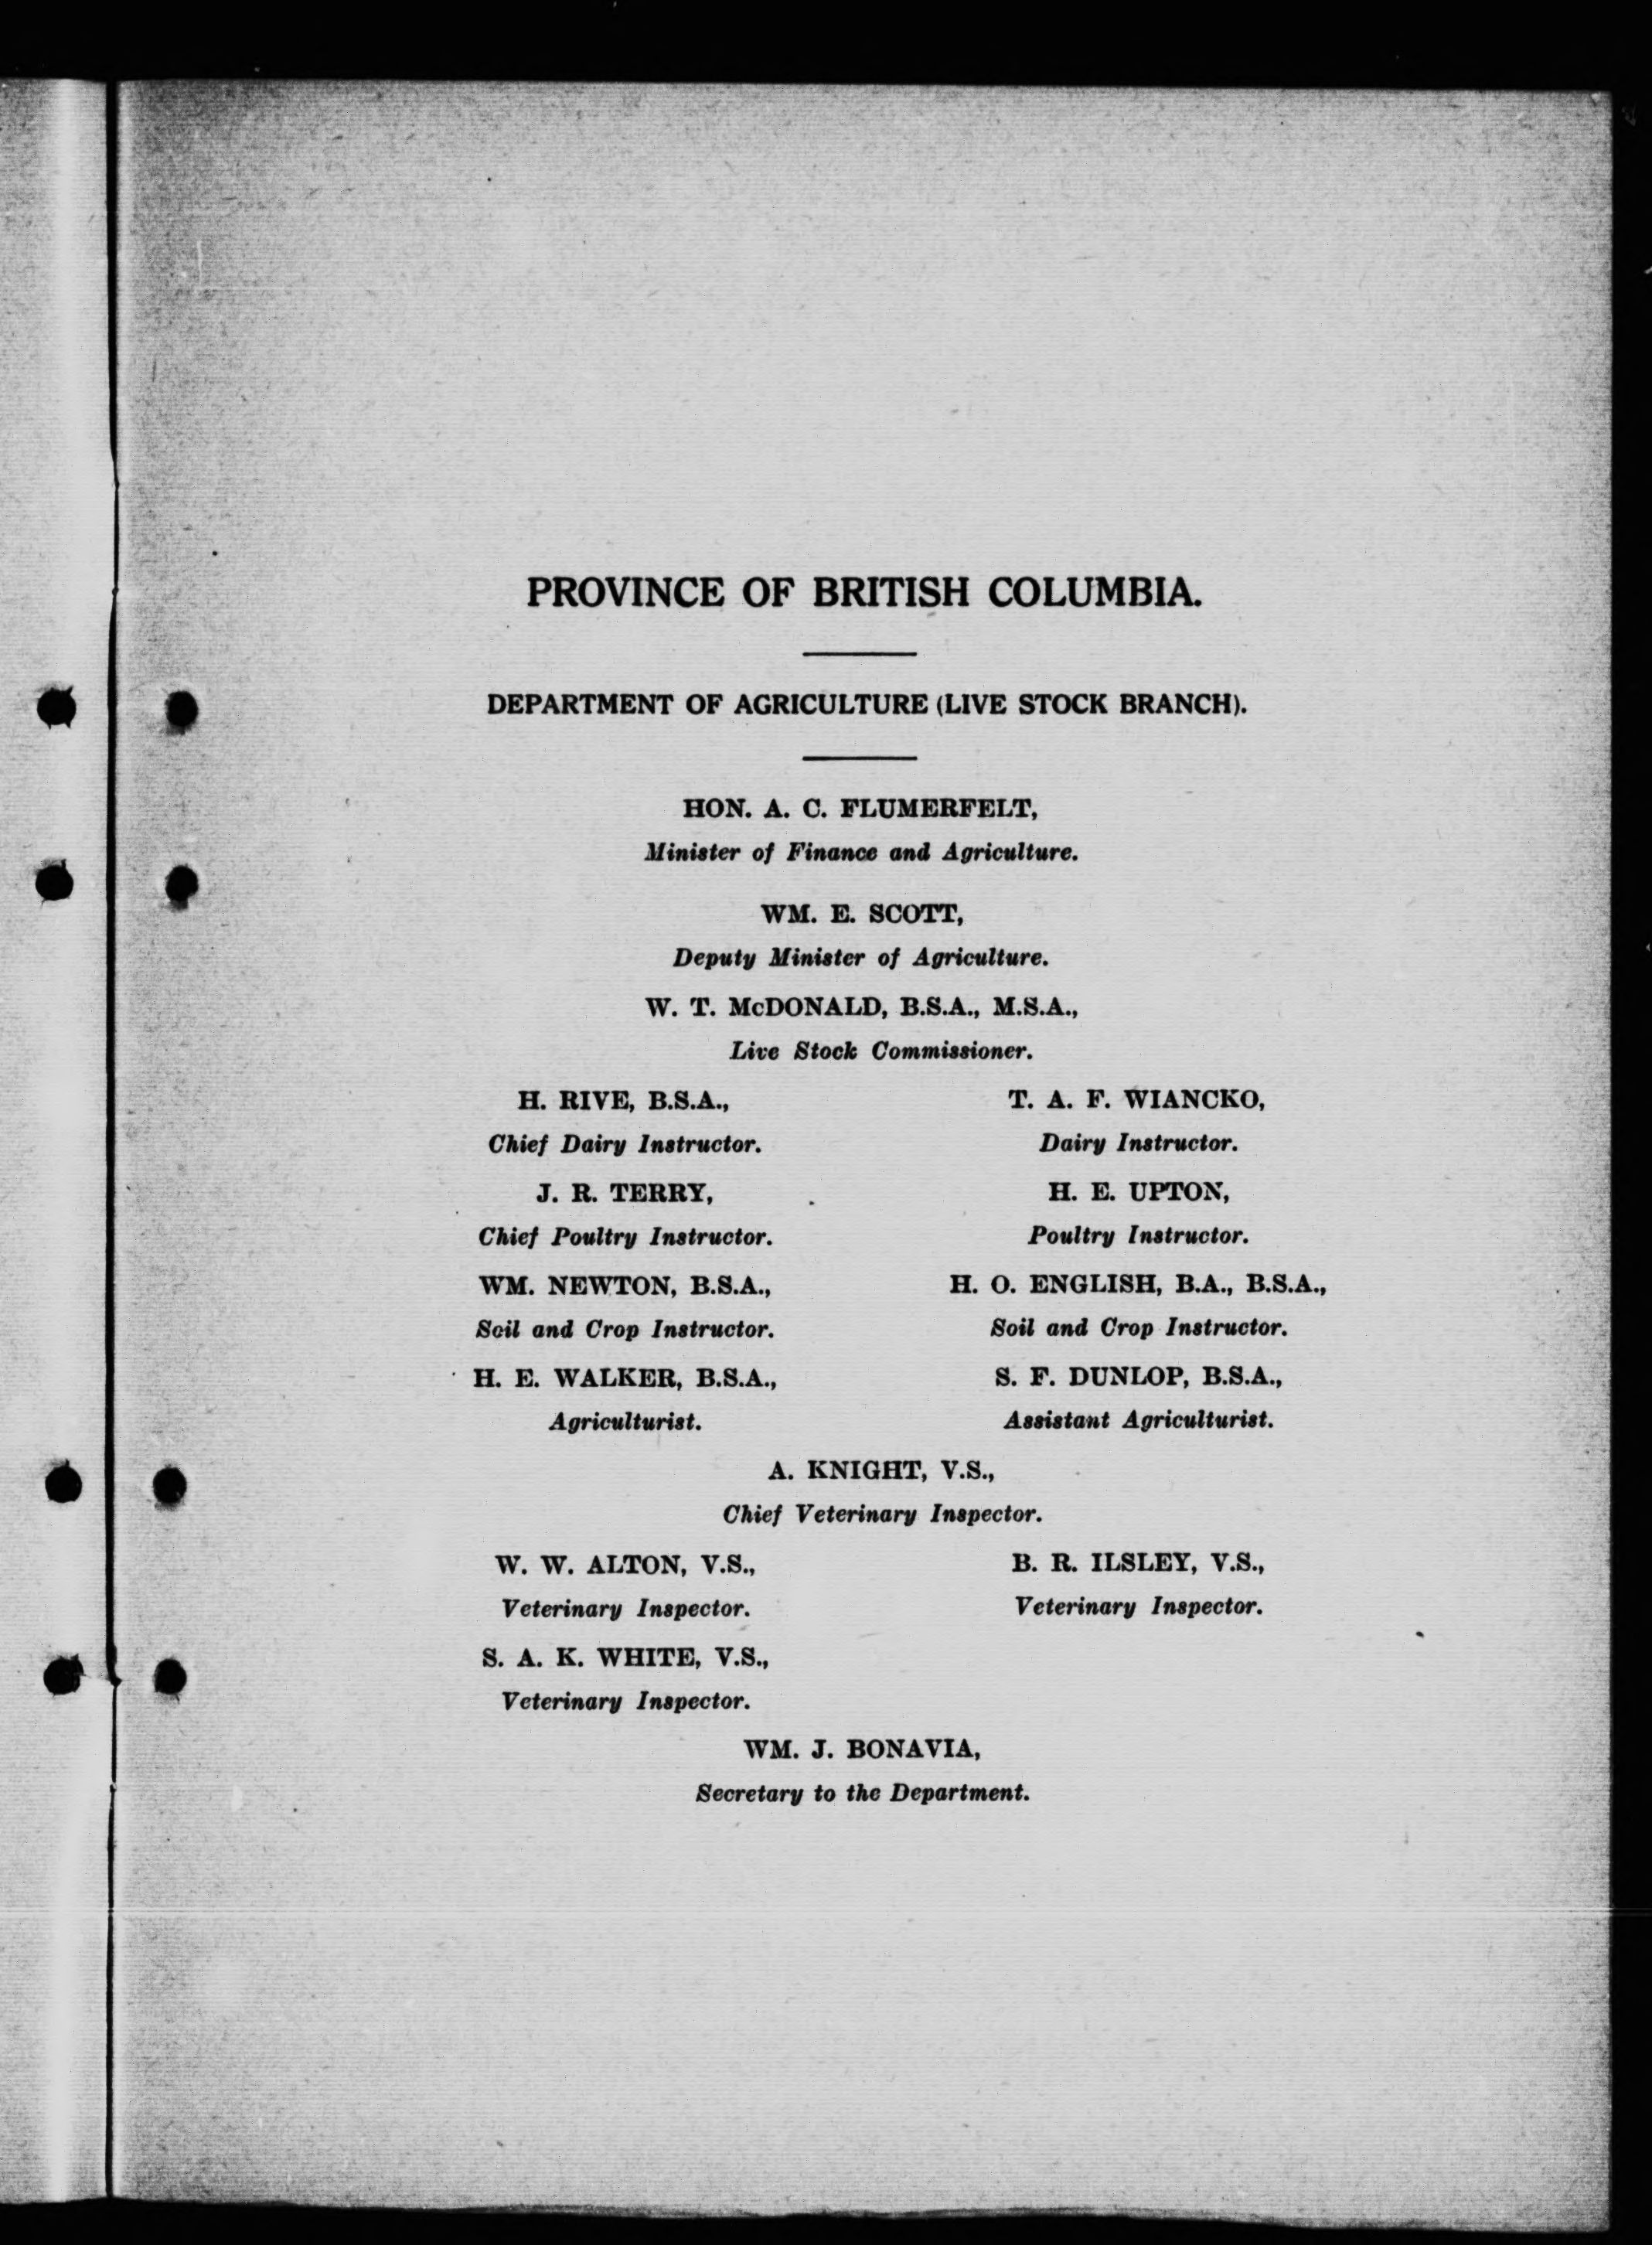 PROVINCE OF BRITISH COLUMBIA.
DEPARTMENT OF AGRICULTURE (LIVE STOCK BRANCH).
HON. A. C. FLUMERFELT,
Minister of Finance and Agriculture.
WM. E. SCOTT,
Deputy Minister of Agriculture.
W. T. McDONALD, B.S.A., M.S.A.,
Live Stock Commissioner.
H. RIVE, B.S.A.,
Chief Dairy Instructor.
T. A. F. WIANCKO,
Dairy Instructor.
J. R. TERRY,
Chief Poultry Instructor.
H. E. UPTON,
Poultry Instructor.
WM. NEWTON, B.S.A.,
Soil and Crop Instructor.
H. O. ENGLISH, B.A., B.S.A.,
Soil and Crop Instructor.
H. E. WALKER, B.S.A.,
Agriculturist.
S. F. DUNLOP, B.S.A.,
Assistant Agriculturist.
A. KNIGHT, V.S.,
Chief Veterinary Inspector.
W. W. ALTON, V.S.,
Veterinary Inspector.
B. R. ILSLEY, V.S.,
Veterinary Inspector.
S. A. K. WHITE, V.S.,
Veterinary Inspector.
WM. J. BONAVIA,
Secretary to the Department.